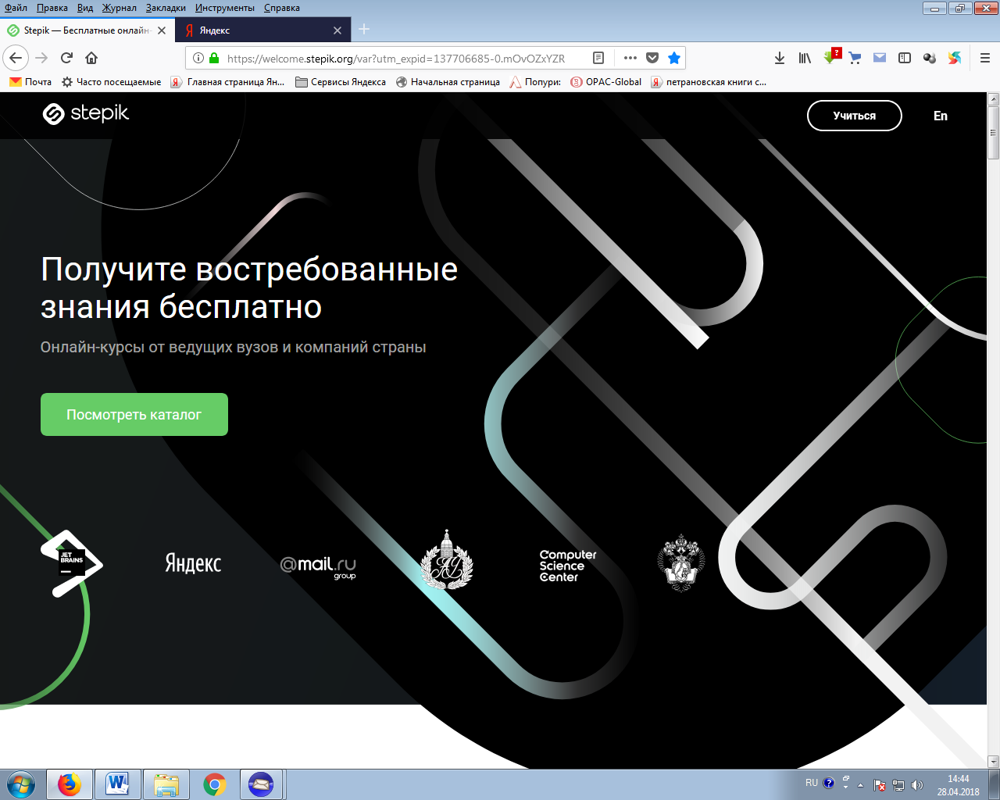 Файл Правка Вид Журнал Закладки Инструменты Справка
Stepik — Бесплатные онлайн-
Яндекс
https://welcome.stepik.org/var?utm_expid=137706685-0.mOvOZxYZR
Почта Часто посещаемые Главная страница Ян... Сервисы Яндекса Начальная страница Попури: OPAC-Global петрановская книги с...
stepik
Учиться
En
Получите востребованные
знания бесплатно
Онлайн-курсы от ведущих вузов и компаний страны
Посмотреть каталог
JET
BRAINS
Яндекс
@mail.ru
group
Computer
Science
Center
RU
14:44
28.04.2018